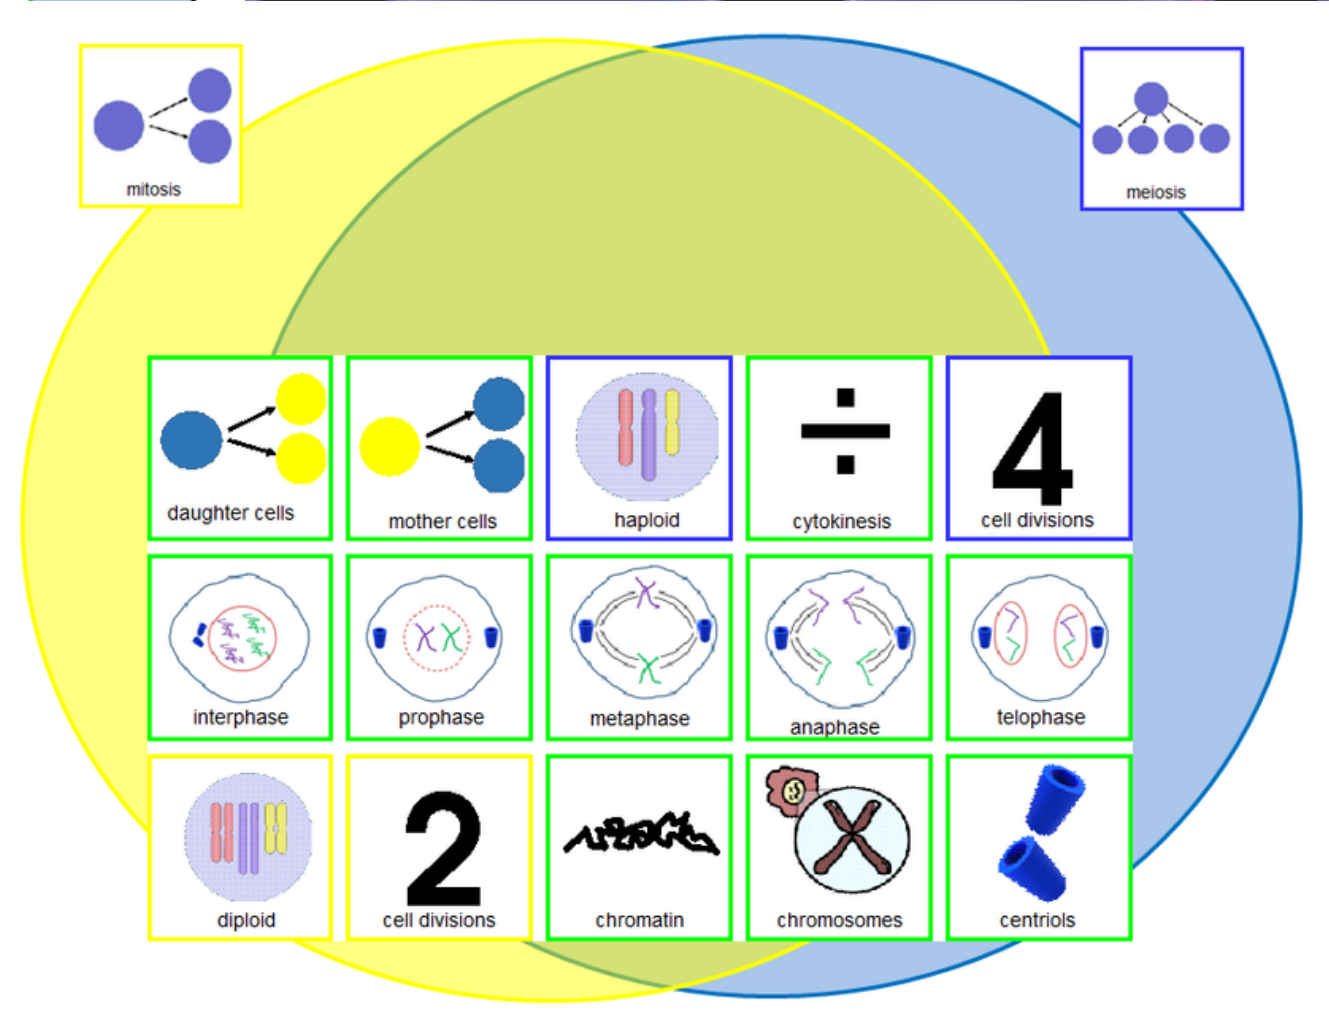 mitosis
meiosis
daughter cells
mother cells
haploid
÷
cytokinesis
4
cell divisions
interphase
prophase
metaphase
anaphase
telophase
diploid
2
cell divisions
chromatin
chromosomes
centriols